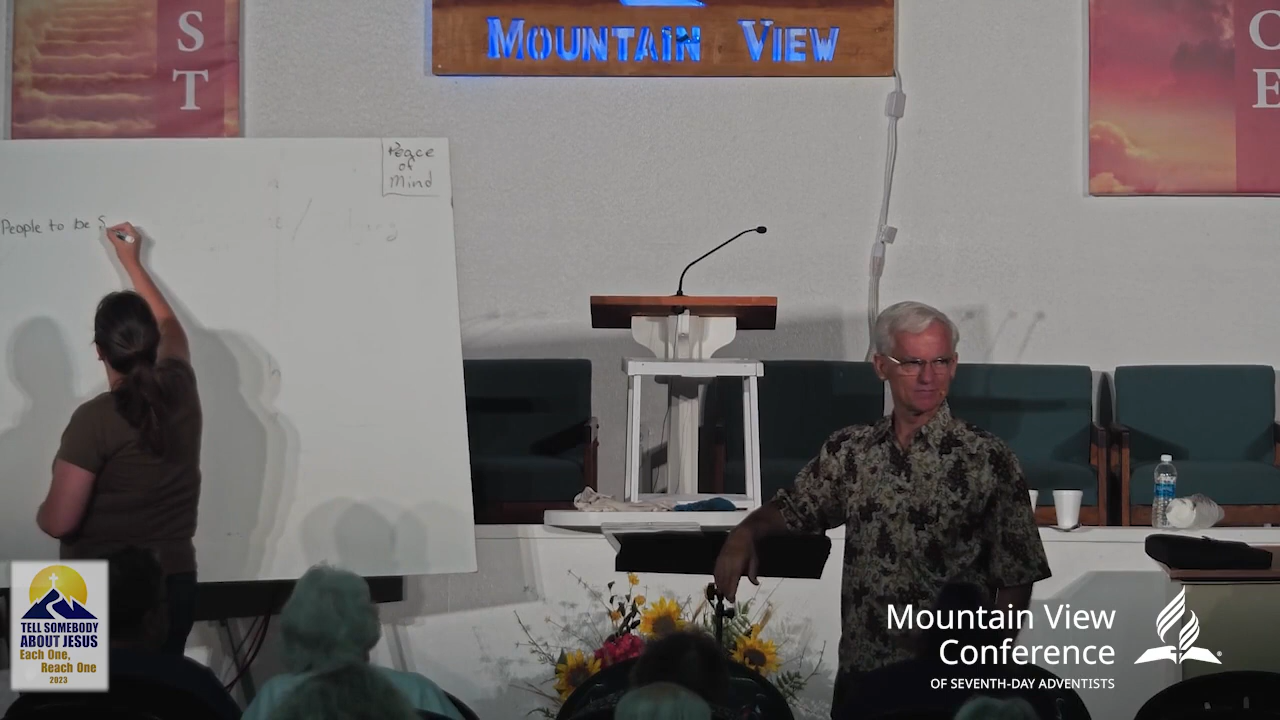 S
T
MOUNTAIN VIEW
C
E
Peace
of
Mind
People to be S
TELL SOMEBODY
ABOUT JESUS
Each One,
Reach One
2023
Mountain View
Conference
OF SEVENTH-DAY ADVENTISTS